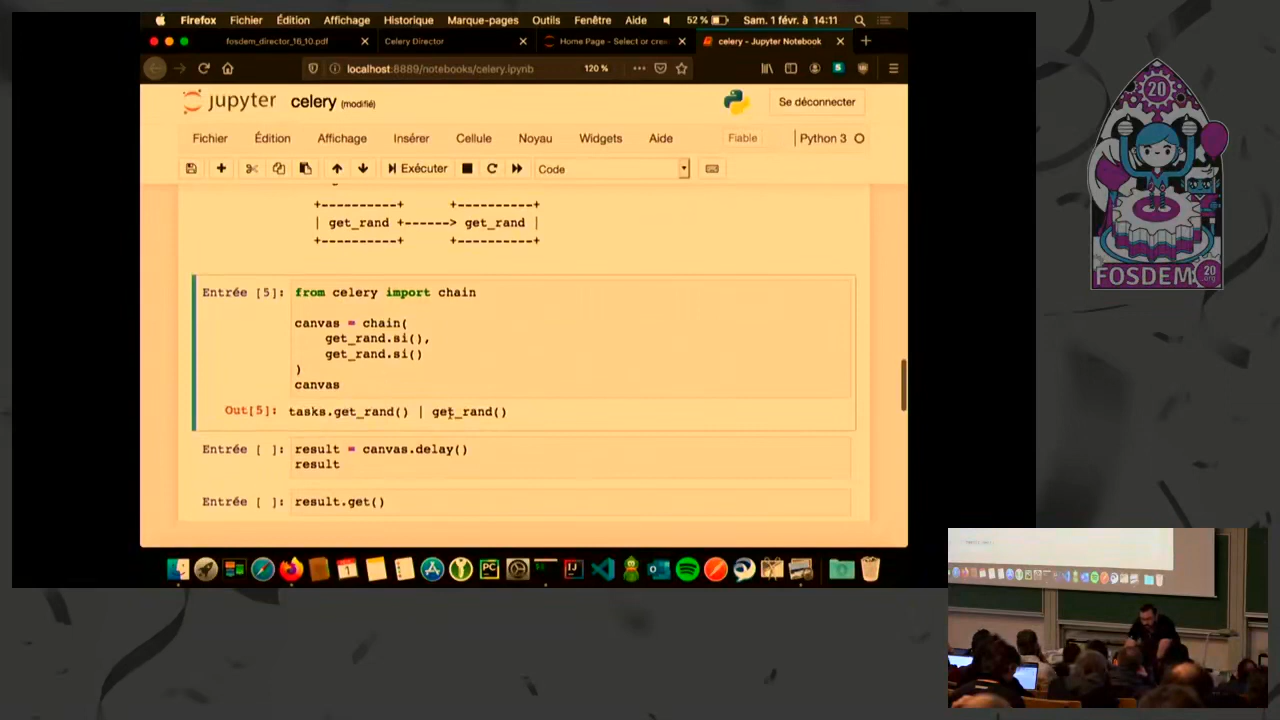 Firefox Fichier Édition Affichage Historique Marque-pages Outils Fenêtre Aide 52 % Sam. 1 févr. à 14:11
fosdem_director_16_10.pdf Celery Director Home Page - Select or cre celery - Jupyter Notebook
localhost:8889/notebooks/celery.ipynb 120 %
jupyter celery (modifié) Se déconnecter
Fichier Édition Affichage Insérer Cellule Noyau Widgets Aide Fiable Python 3
Exécuter Code
+----------+ +----------+
| get_rand +------> get_rand |
+----------+ +----------+
Entrée [5]: from celery import chain
canvas = chain(
get_rand.si(),
get_rand.si()
)
canvas
Out[5]: tasks.get_rand() | get_rand()
Entrée [ ]: result = canvas.delay()
result
Entrée [ ]: result.get()
20
FOSDEM 20
.org